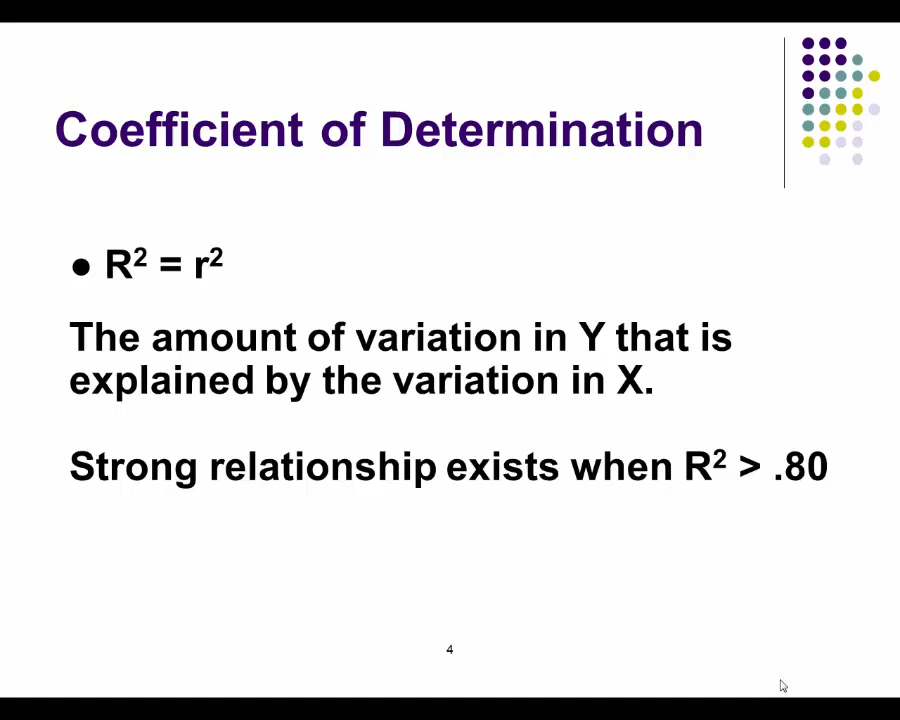 Coefficient of Determination
● R² = r²
The amount of variation in Y that is
explained by the variation in X.
Strong relationship exists when R² > .80
4